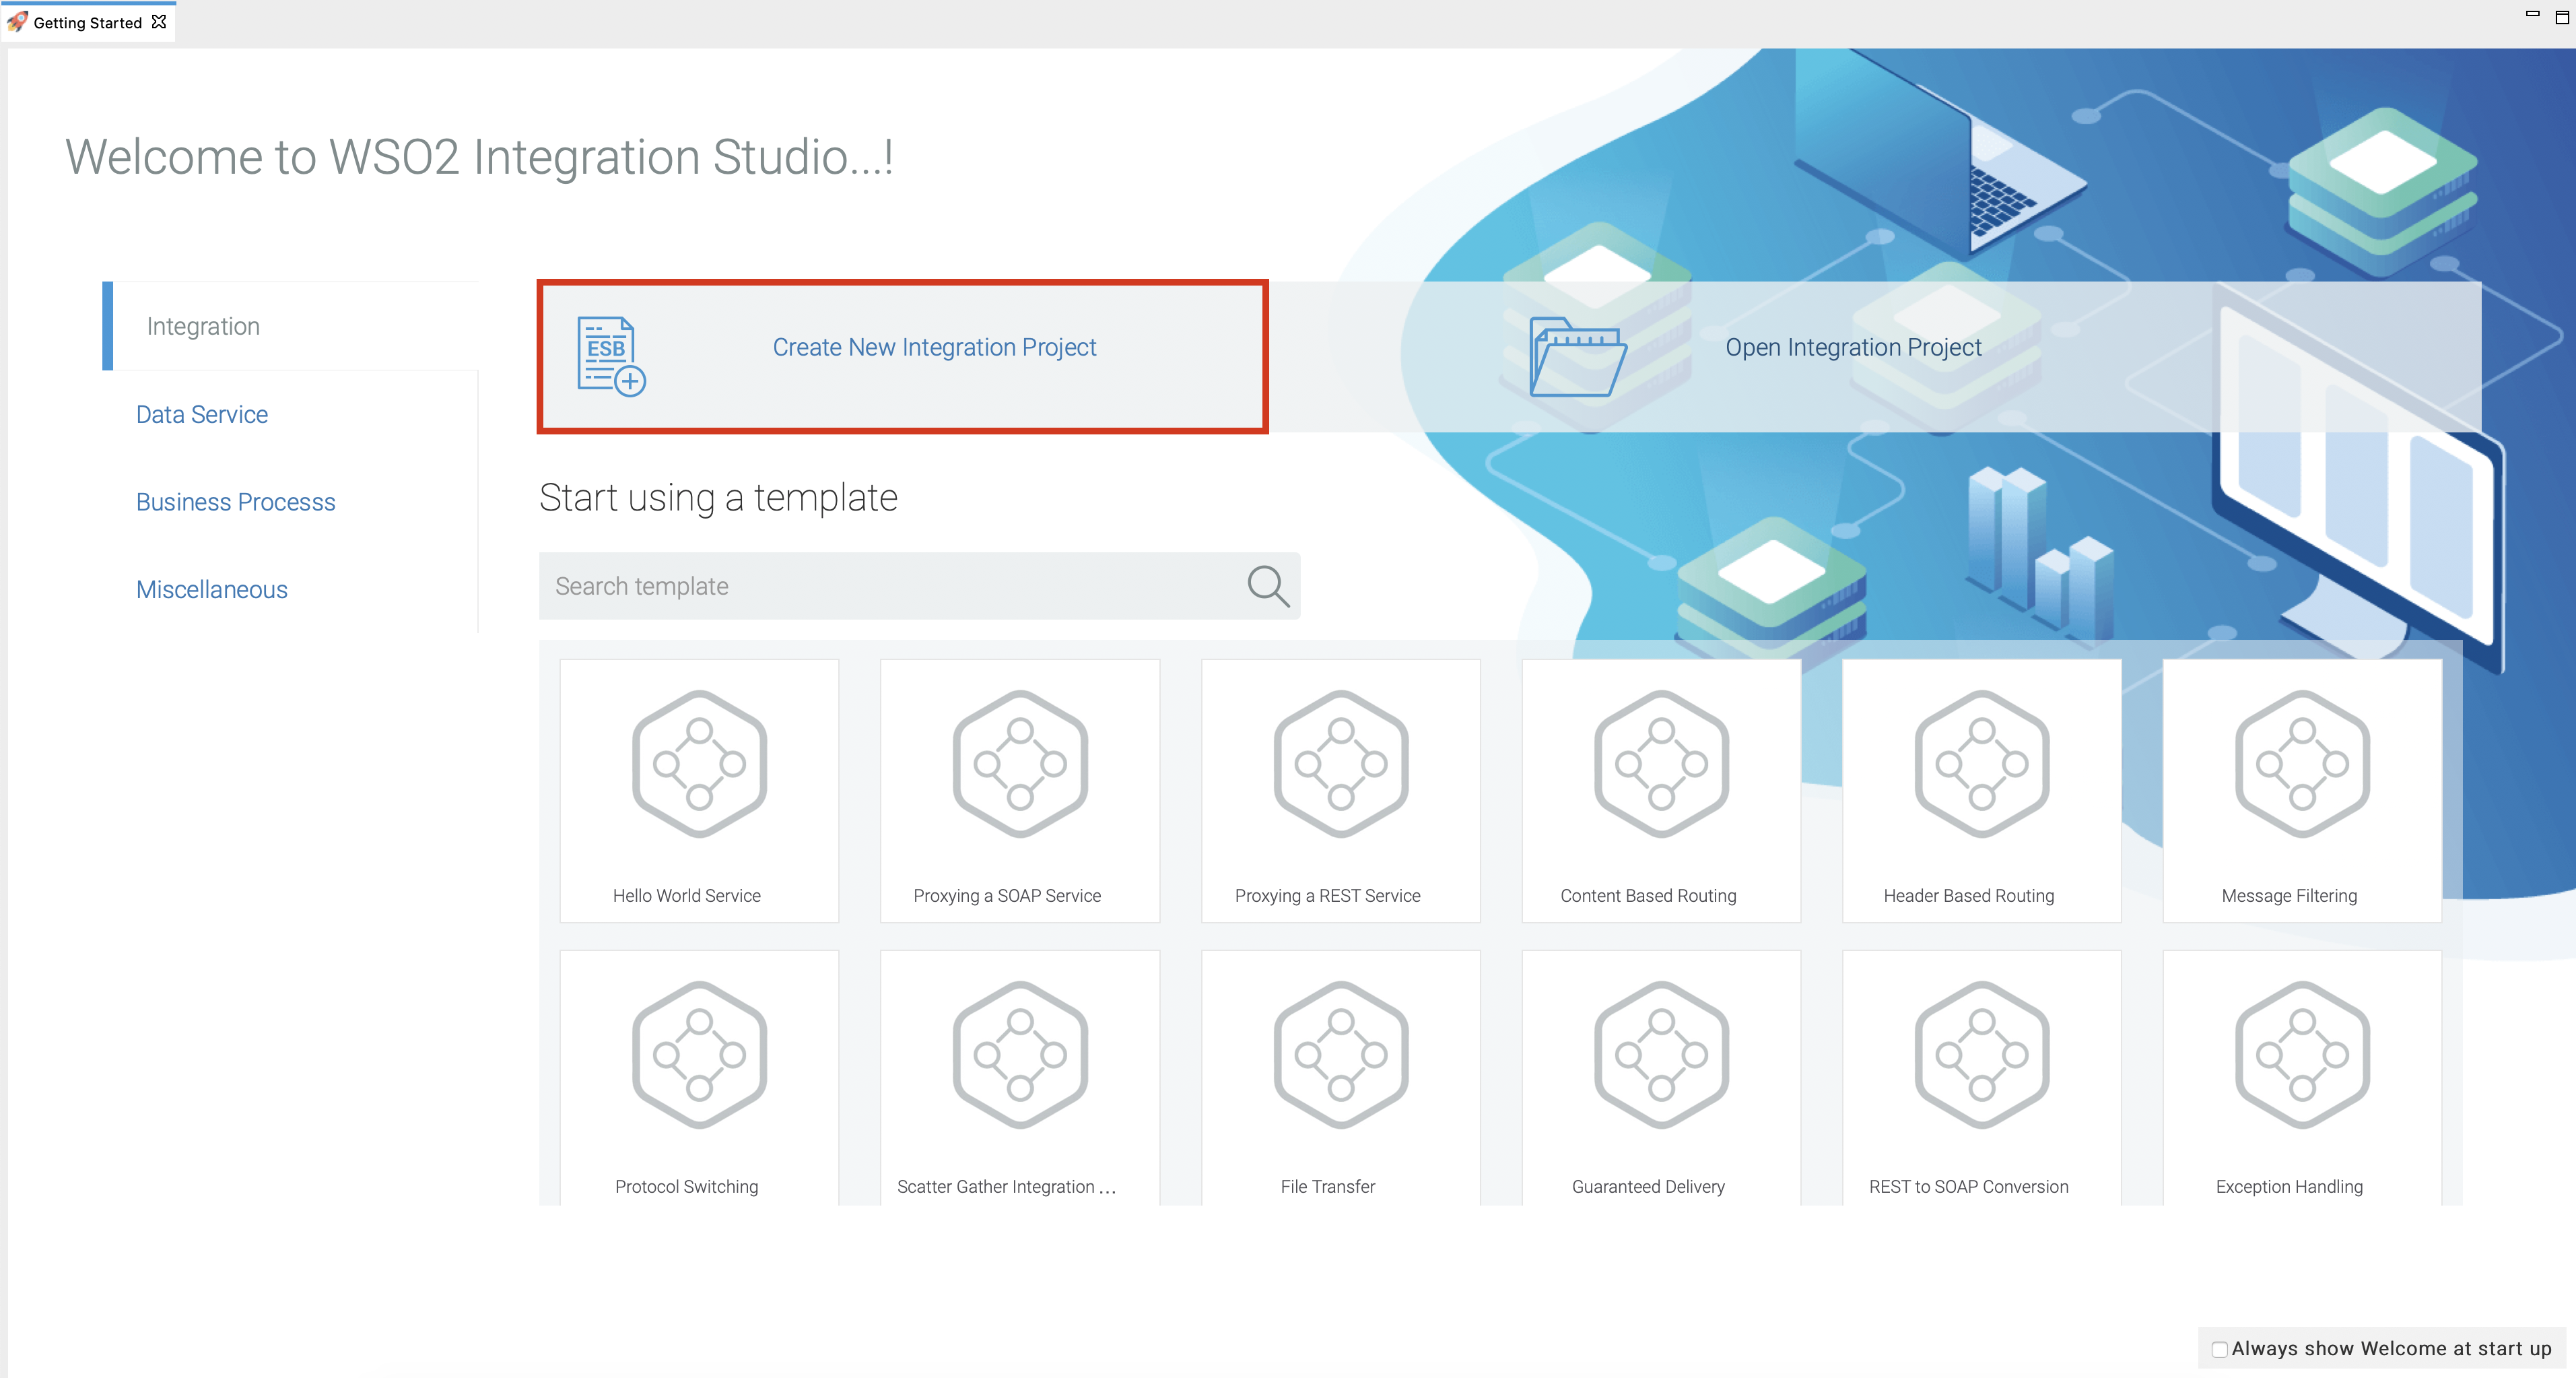 Getting Started
Welcome to WSO2 Integration Studio...!
Integration
Data Service
Business Processs
Miscellaneous
ESB
Create New Integration Project
Open Integration Project
Start using a template
Search template
Hello World Service
Proxying a SOAP Service
Proxying a REST Service
Content Based Routing
Header Based Routing
Message Filtering
Protocol Switching
Scatter Gather Integration ...
File Transfer
Guaranteed Delivery
REST to SOAP Conversion
Exception Handling
Always show Welcome at start up